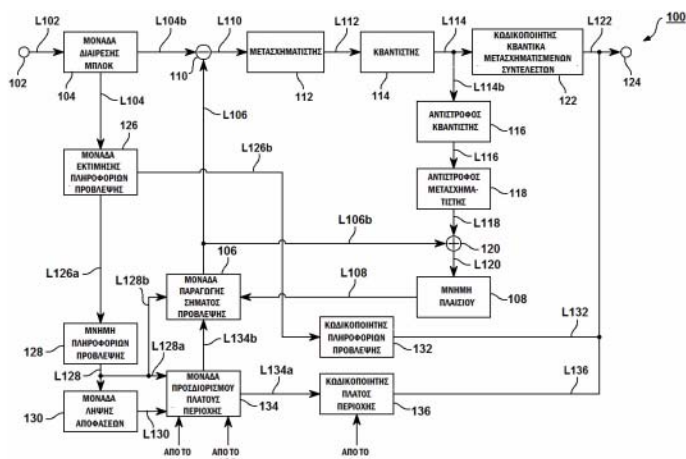 100
L102
ΜΟΝΑΔΑ
ΔΙΑΙΡΕΣΗΣ
ΜΠΛΟΚ
L104b
L110
ΜΕΤΑΣΧΗΜΑΤΙΣΤΗΣ
L112
ΚΒΑΝΤΙΣΤΗΣ
L114
ΚΩΔΙΚΟΠΟΙΗΤΗΣ
ΚΒΑΝΤΙΚΑ
ΜΕΤΑΣΧΗΜΑΤΙΣΜΕΝΩΝ
ΣΥΝΤΕΛΕΣΤΩΝ
L122
102
104
110
112
114
122
124
L104
L106
L114b
126
ΜΟΝΑΔΑ
ΕΚΤΙΜΗΣΗΣ
ΠΛΗΡΟΦΟΡΙΩΝ
ΠΡΟΒΛΕΨΗΣ
L126b
ΑΝΤΙΣΤΡΟΦΟΣ
ΚΒΑΝΤΙΣΤΗΣ
116
L116
ΑΝΤΙΣΤΡΟΦΟΣ
ΜΕΤΑΣΧΗΜΑ-
ΤΙΣΤΗΣ
118
L118
L106b
120
L120
L126a
L128b
106
ΜΟΝΑΔΑ
ΠΑΡΑΓΩΓΗΣ
ΣΗΜΑΤΟΣ
ΠΡΟΒΛΕΨΗΣ
L108
ΜΝΗΜΗ
ΠΛΑΙΣΙΟΥ
108
L134b
128
ΜΝΗΜΗ
ΠΛΗΡΟΦΟΡΙΩΝ
ΠΡΟΒΛΕΨΗΣ
L128
L128a
ΚΩΔΙΚΟΠΟΙΗΤΗΣ
ΠΛΗΡΟΦΟΡΙΩΝ
ΠΡΟΒΛΕΨΗΣ
132
L132
130
ΜΟΝΑΔΑ
ΛΗΨΗΣ
ΑΠΟΦΑΣΕΩΝ
L130
ΜΟΝΑΔΑ
ΠΡΟΣΔΙΟΡΙΣΜΟΥ
ΠΛΑΤΟΥΣ
ΠΕΡΙΟΧΗΣ
134
L134a
ΚΩΔΙΚΟΠΟΙΗΤΗΣ
ΠΛΑΤΟΣ
ΠΕΡΙΟΧΗΣ
136
L136
ΑΠΟ ΤΟ
ΑΠΟ ΤΟ
ΑΠΟ ΤΟ